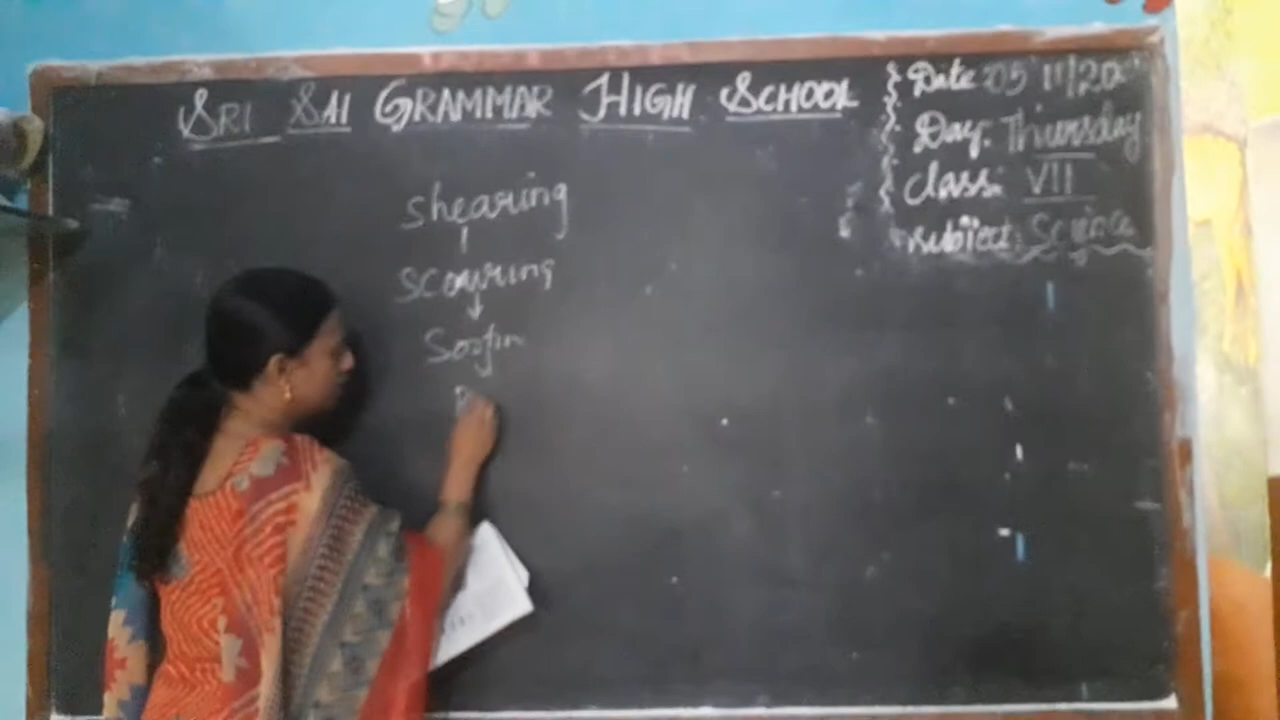 SRI SAI GRAMMAR HIGH SCHOOL
Date: 05 11/20
Day: Thursday
Class: VII
Subject: Science
shearing
scouring